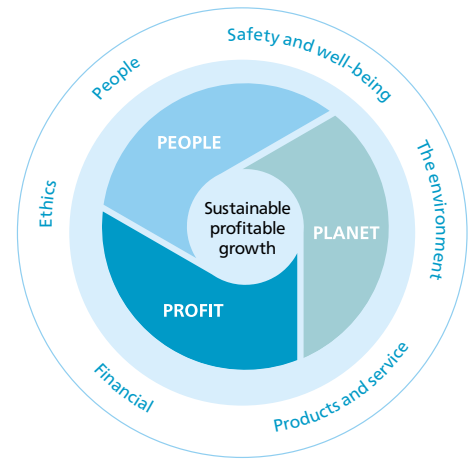 Safety and well-being
People
The environment
Ethics
PEOPLE
Sustainable
profitable
growth
PLANET
PROFIT
Financial
Products and service